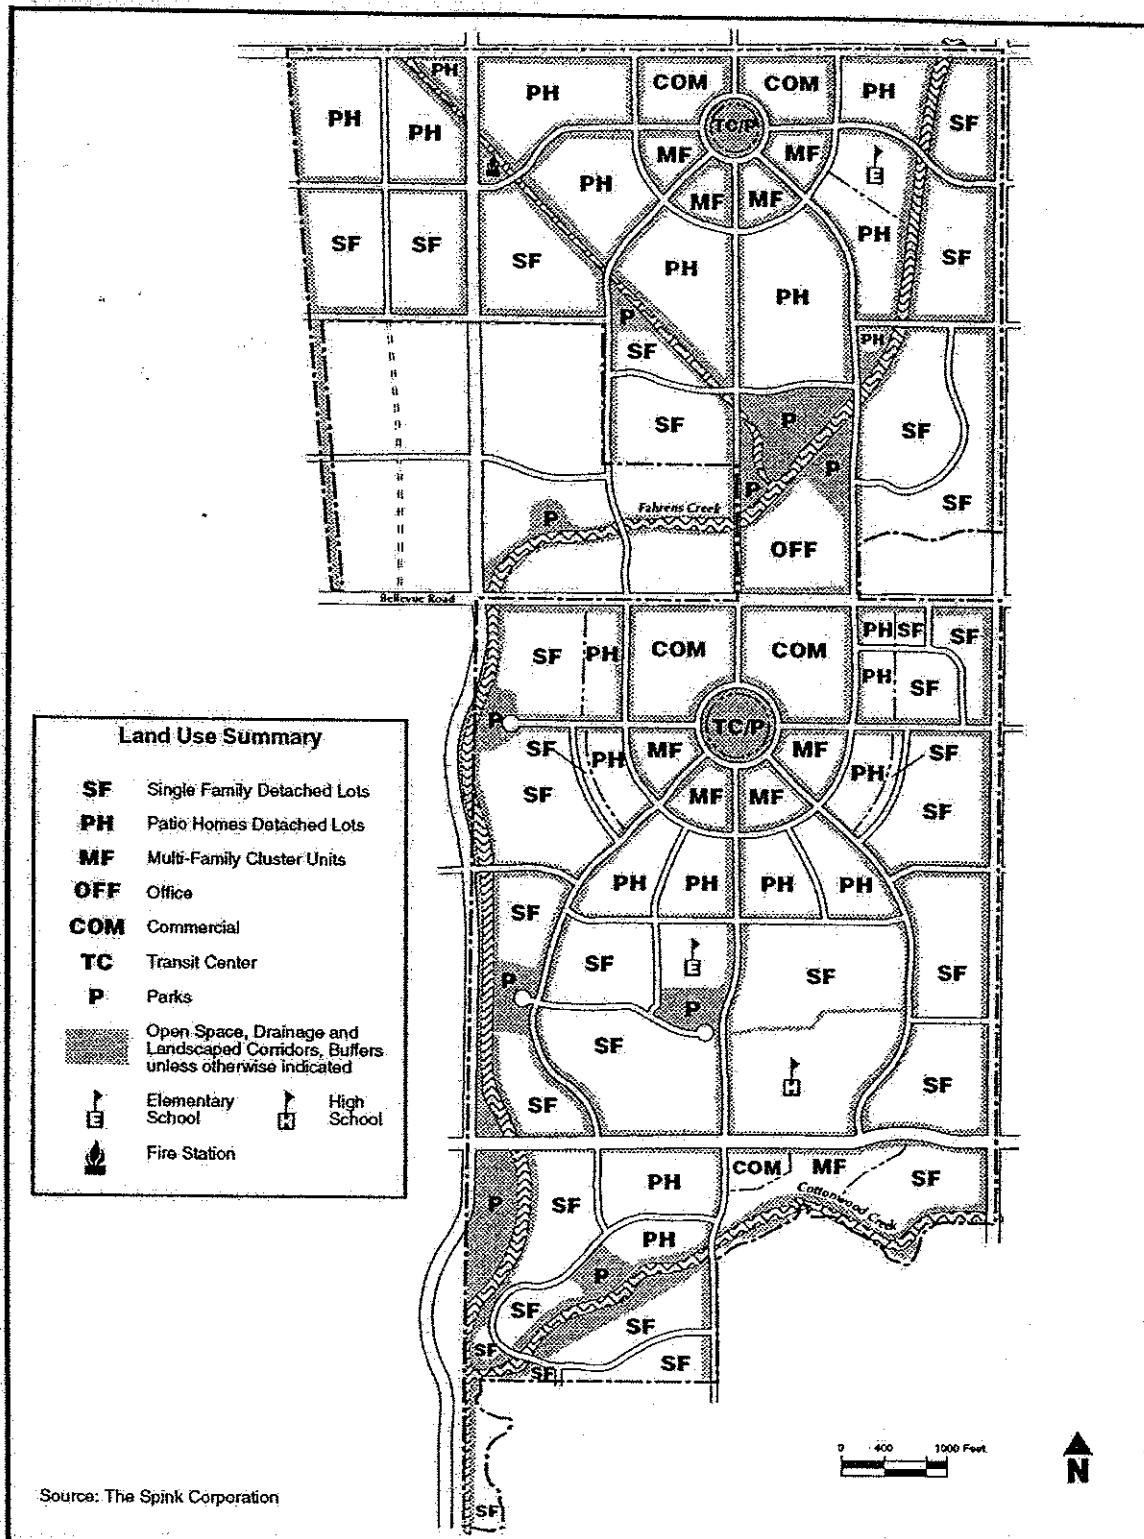 PH
COM
COM
PH
PH
PH
TC/P
SF
PH
MF
MF
E
PH
MF
MF
SF
SF
SF
PH
PH
SF
PH
P
SF
PH
SF
P
SF
P
P
SF
P
Fahrens Creek
OFF
Bellevue Road
PH
SF
SF
SF
PH
COM
COM
PH
SF
P
TC/P
SF
PH
MF
MF
PH
SF
SF
MF
MF
SF
PH
PH
PH
PH
SF
SF
E
SF
SF
P
P
SF
H
SF
SF
COM
MF
SF
PH
SF
P
Cottonwood Creek
PH
P
SF
SF
SF
SF
SF
SF
Land Use Summary
SF Single Family Detached Lots
PH Patio Homes Detached Lots
MF Multi-Family Cluster Units
OFF Office
COM Commercial
TC Transit Center
P Parks
Open Space, Drainage and
Landscaped Corridors, Buffers
unless otherwise indicated
E Elementary
School
H High
School
Fire Station
0 400 1000 Feet
N
Source: The Spink Corporation